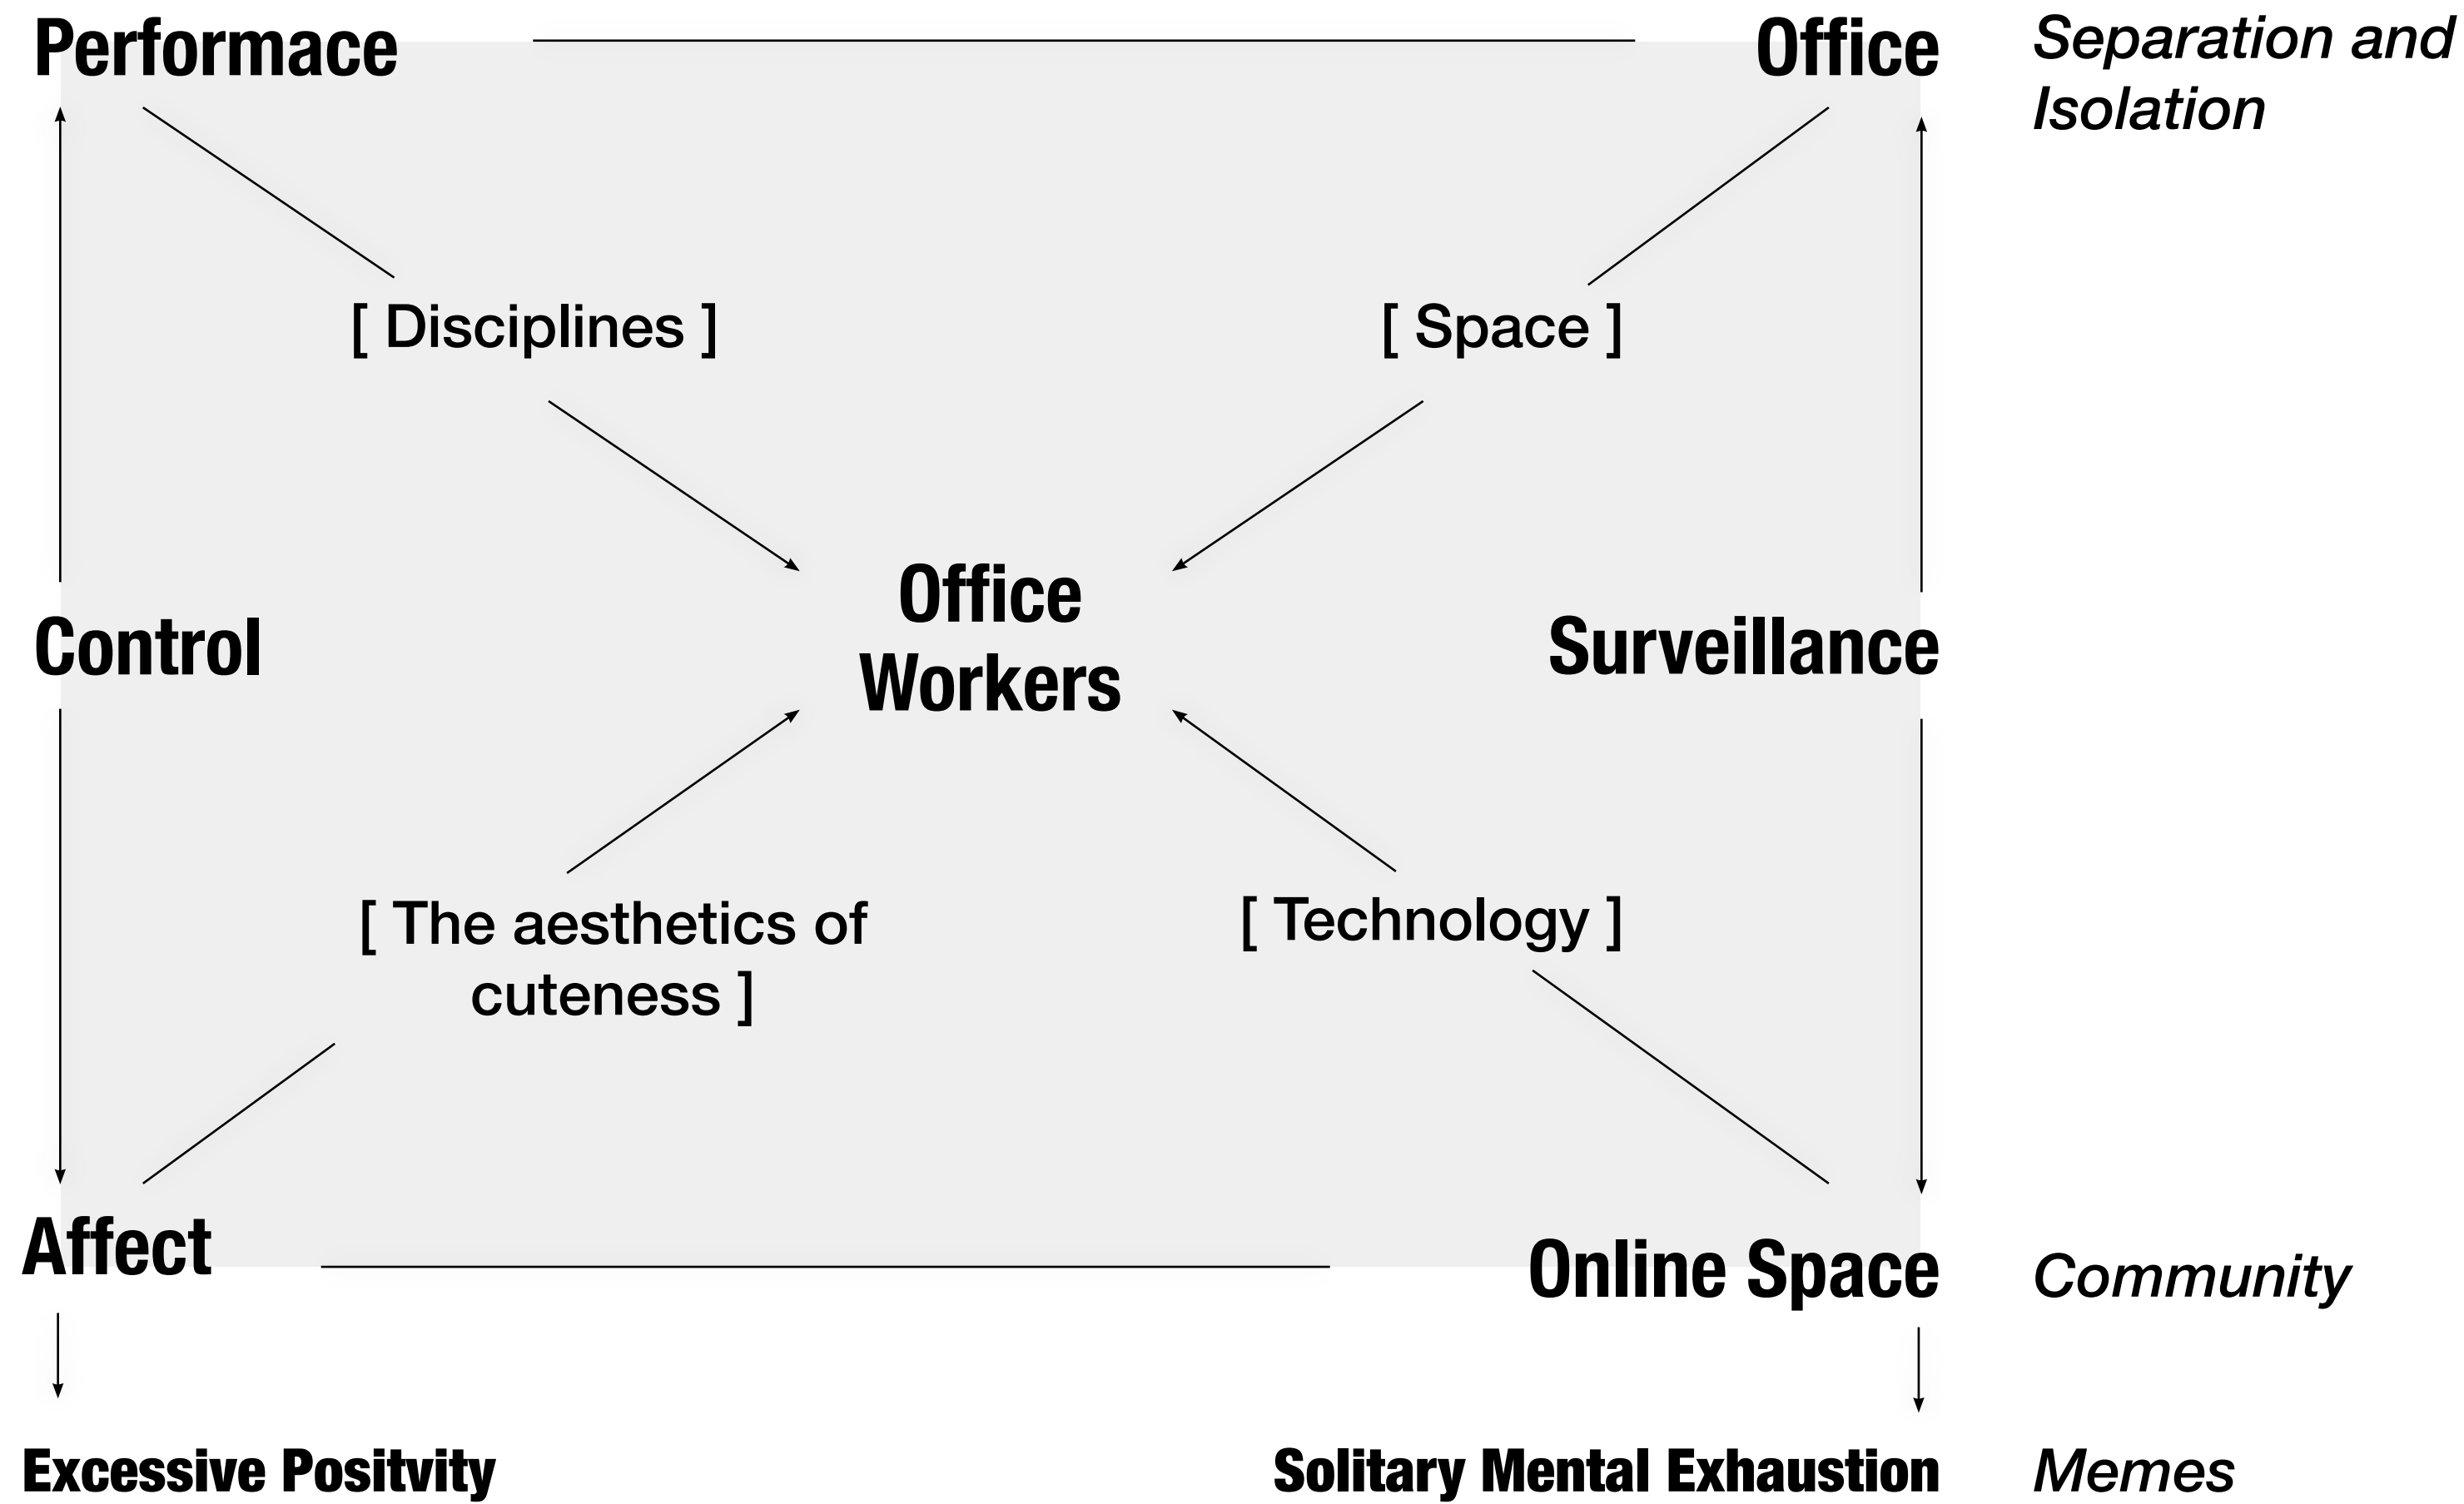 Performace
Office
Separation and
Isolation
[ Disciplines ]
[ Space ]
Office
Workers
Control
Surveillance
[ The aesthetics of
cuteness ]
[ Technology ]
Affect
Online Space
Community
Excessive Positvity
Solitary Mental Exhaustion
Memes